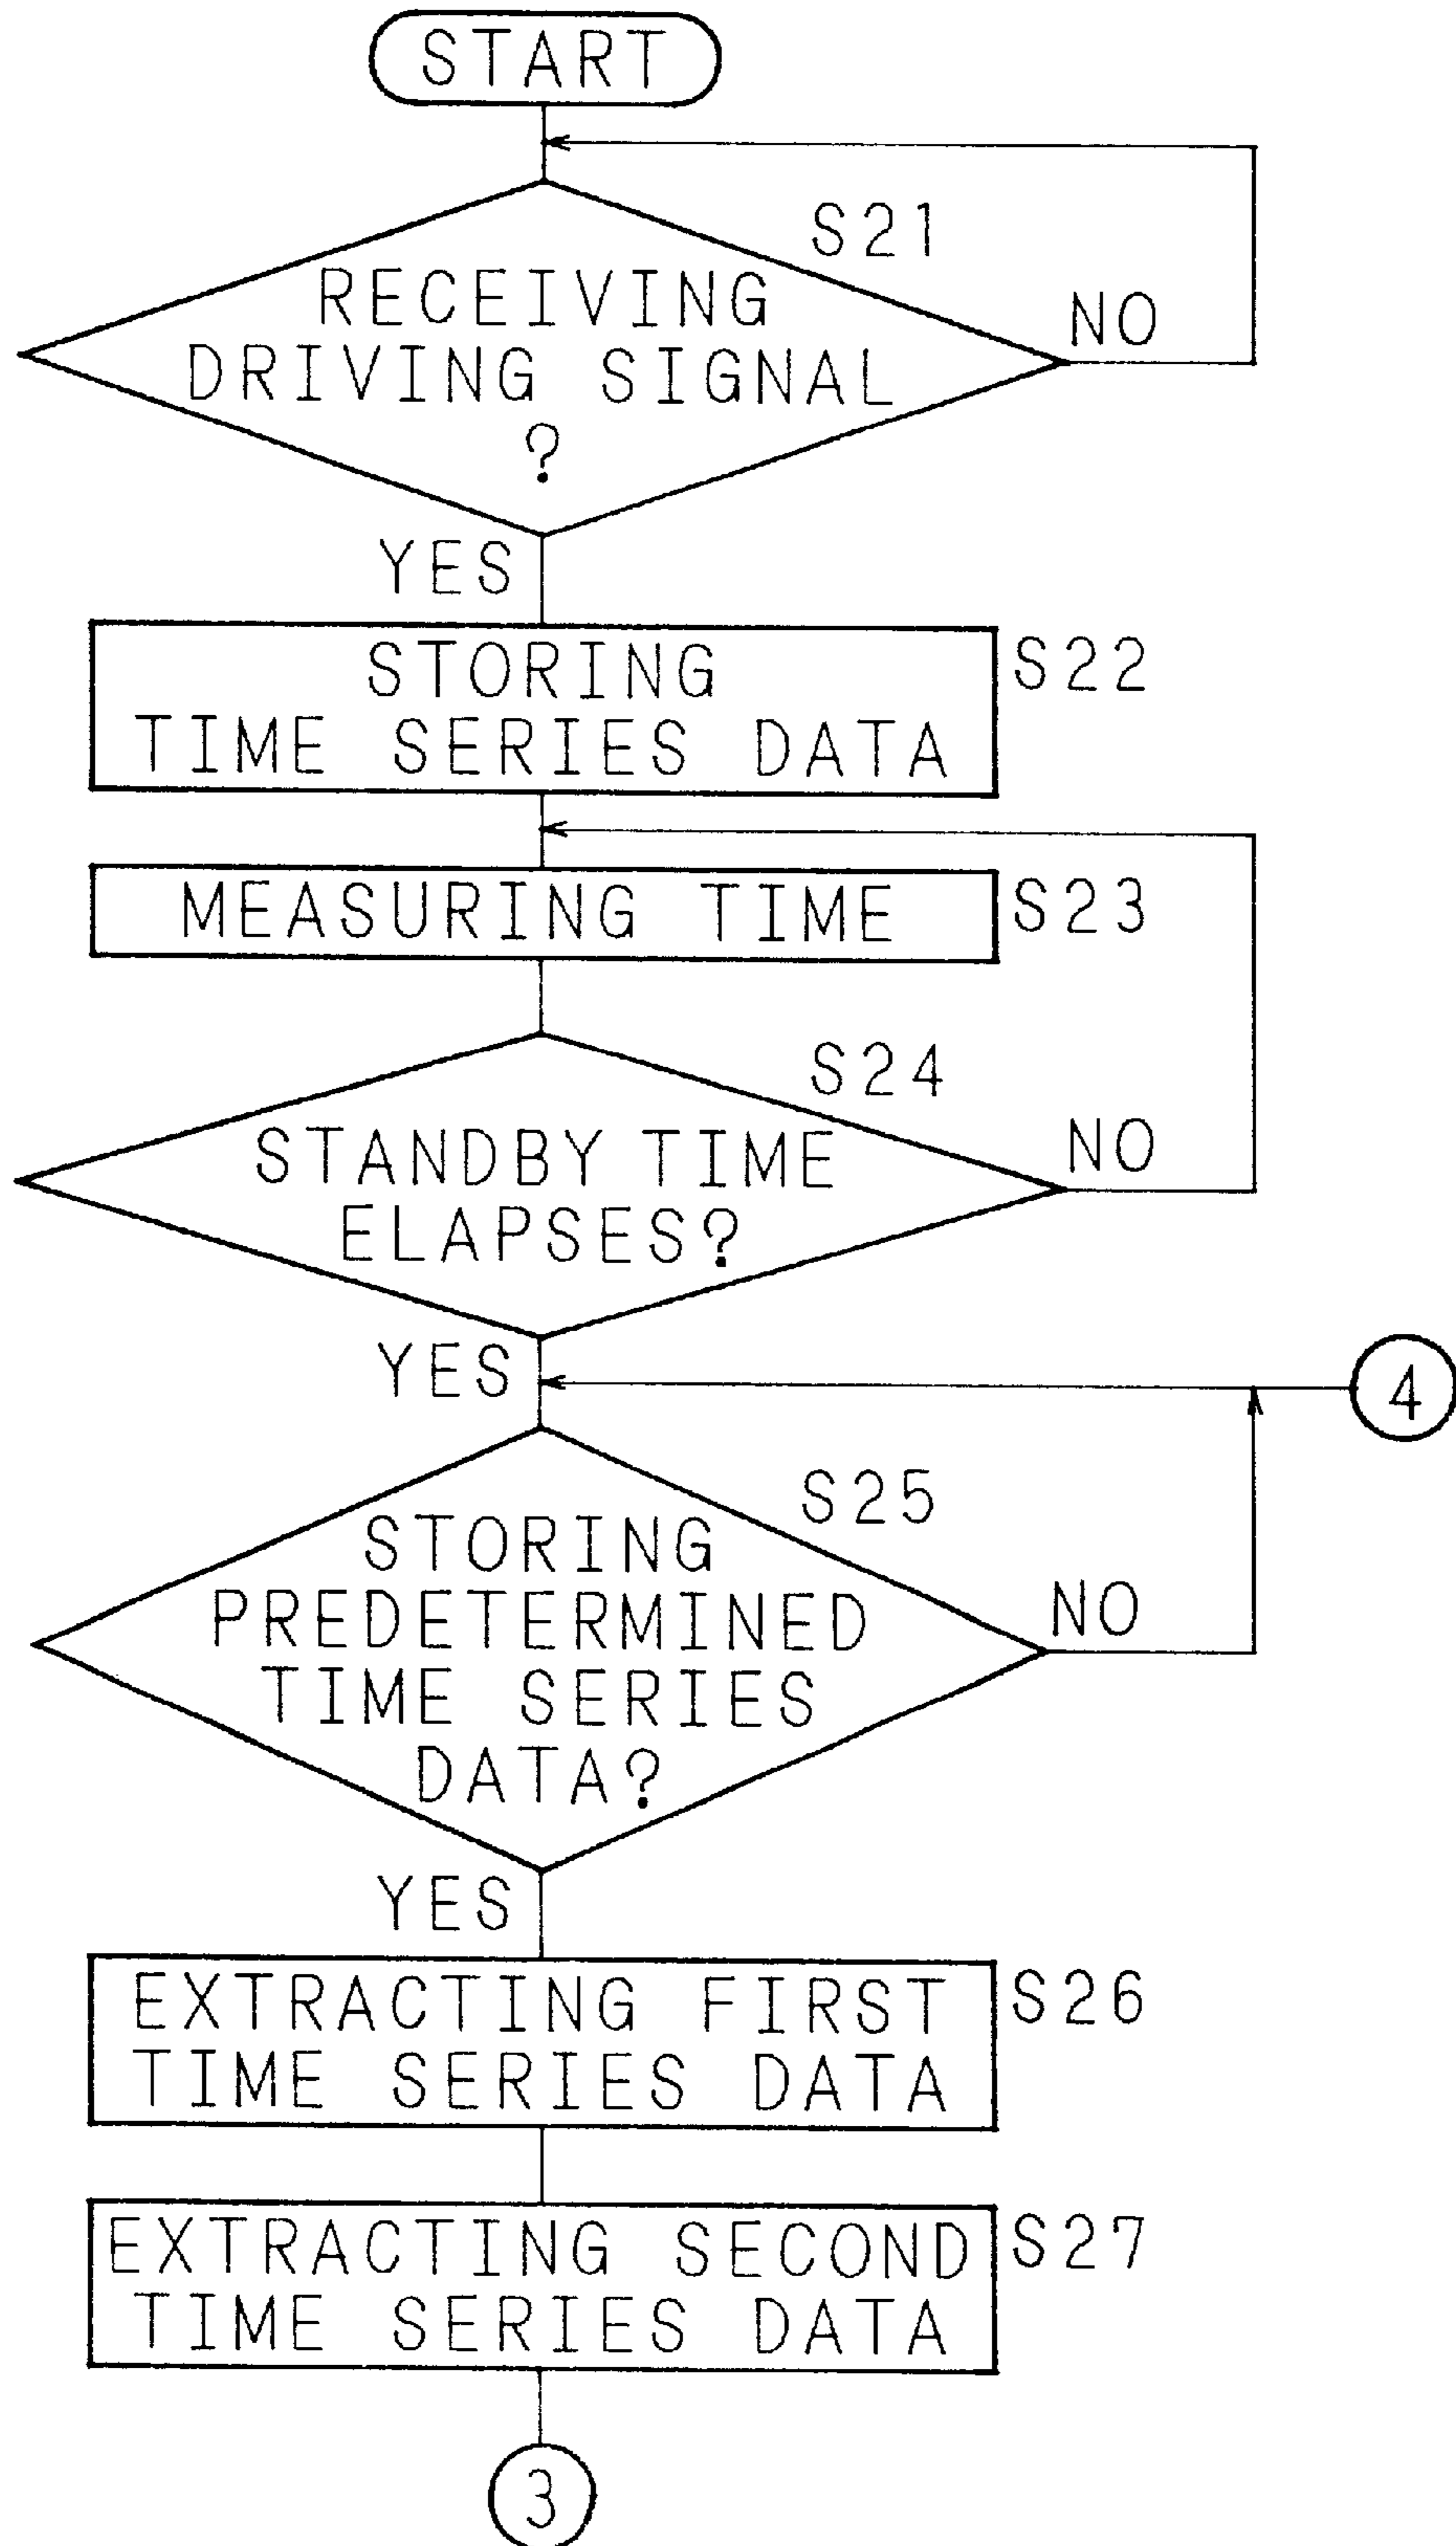 START
S21
RECEIVING
DRIVING SIGNAL
?
NO
YES
STORING
TIME SERIES DATA
S22
MEASURING TIME
S23
S24
STANDBY TIME
ELAPSES?
NO
YES
4
S25
STORING
PREDETERMINED
TIME SERIES
DATA?
NO
YES
EXTRACTING FIRST
TIME SERIES DATA
S26
EXTRACTING SECOND
TIME SERIES DATA
S27
3